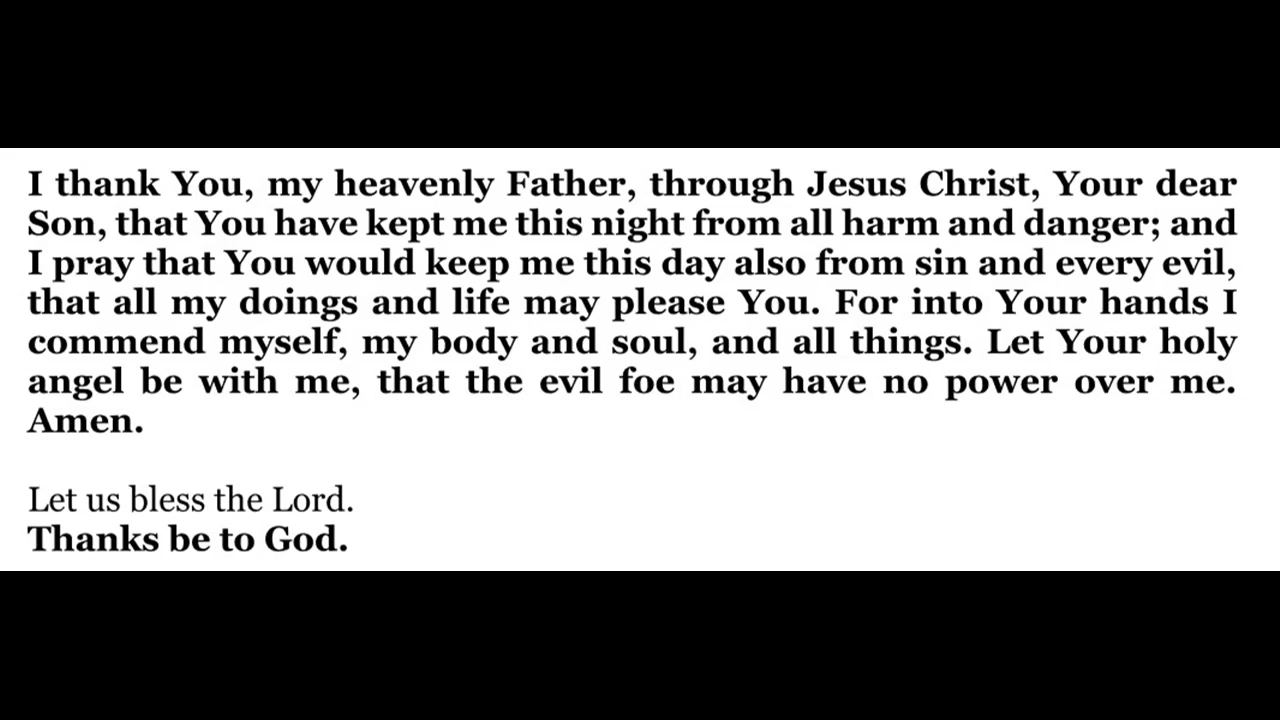 I thank You, my heavenly Father, through Jesus Christ, Your dear
Son, that You have kept me this night from all harm and danger; and
I pray that You would keep me this day also from sin and every evil,
that all my doings and life may please You. For into Your hands I
commend myself, my body and soul, and all things. Let Your holy
angel be with me, that the evil foe may have no power over me.
Amen.
Let us bless the Lord.
Thanks be to God.